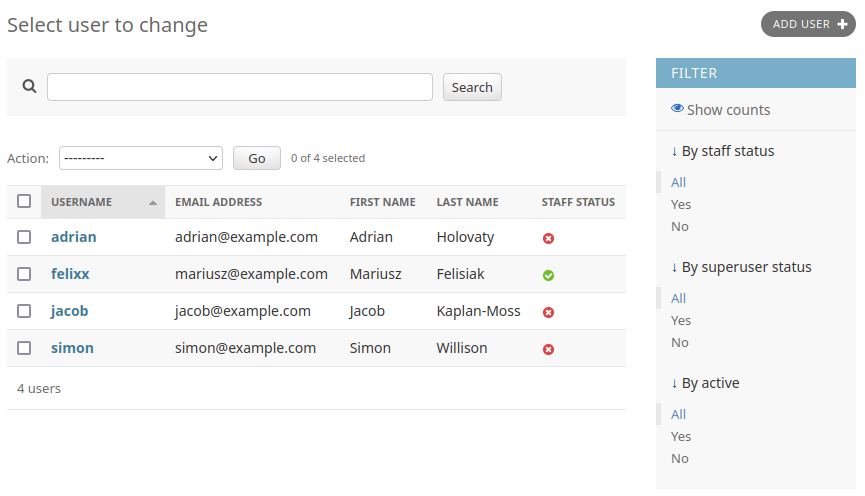 Select user to change
ADD USER +
Search
Action: --------- Go 0 of 4 selected
USERNAME EMAIL ADDRESS FIRST NAME LAST NAME STAFF STATUS
adrian adrian@example.com Adrian Holovaty
felixx mariusz@example.com Mariusz Felisiak
jacob jacob@example.com Jacob Kaplan-Moss
simon simon@example.com Simon Willison
4 users
FILTER
Show counts
↓ By staff status
All
Yes
No
↓ By superuser status
All
Yes
No
↓ By active
All
Yes
No